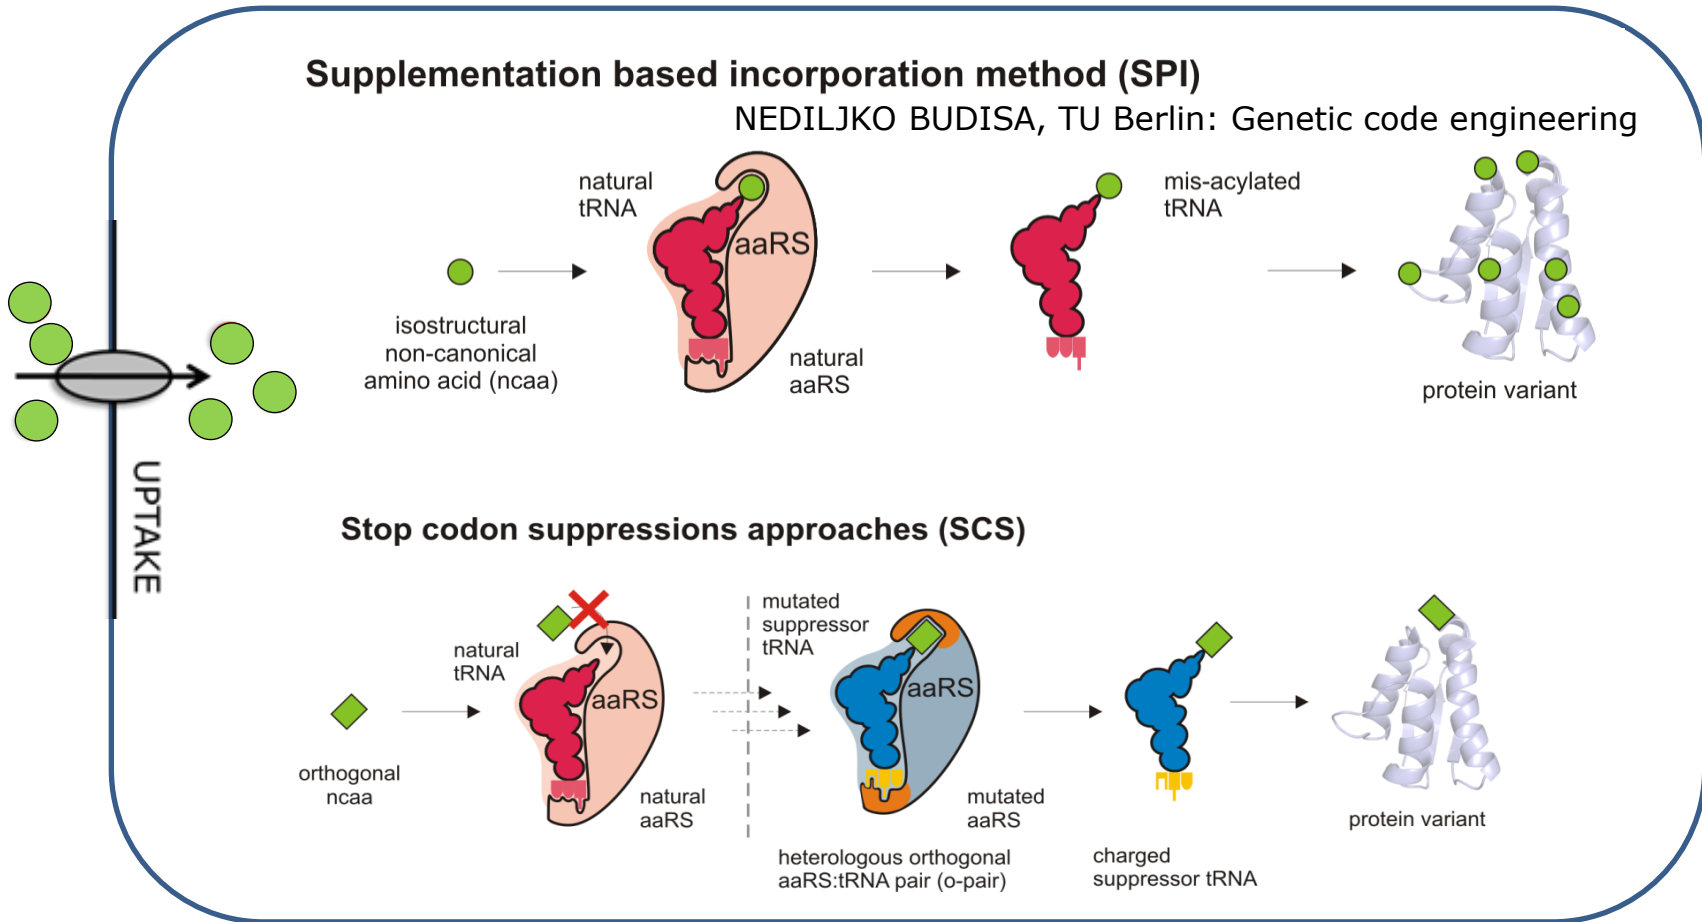 Supplementation based incorporation method (SPI)
NEDILJKO BUDISA, TU Berlin: Genetic code engineering
natural
tRNA
aaRS
mis-acylated
tRNA
isostructural
non-canonical
amino acid (ncaa)
natural
aaRS
protein variant
UPTAKE
Stop codon suppressions approaches (SCS)
natural
tRNA
aaRS
mutated
suppressor
tRNA
aaRS
orthogonal
ncaa
natural
aaRS
mutated
aaRS
heterologous orthogonal
aaRS:tRNA pair (o-pair)
charged
suppressor tRNA
protein variant